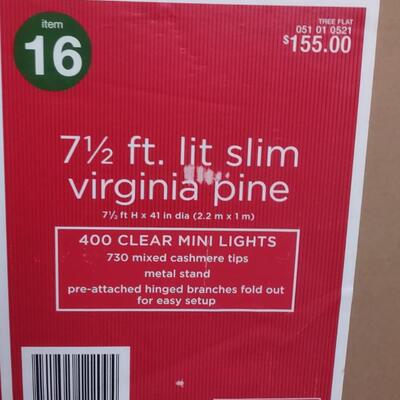 item
16
TREE FLAT
051 01 0521
$155.00
7½ ft. lit slim
virginia pine
7½ ft H x 41 in dia (2.2 m x 1 m)
400 CLEAR MINI LIGHTS
730 mixed cashmere tips
metal stand
pre-attached hinged branches fold out
for easy setup